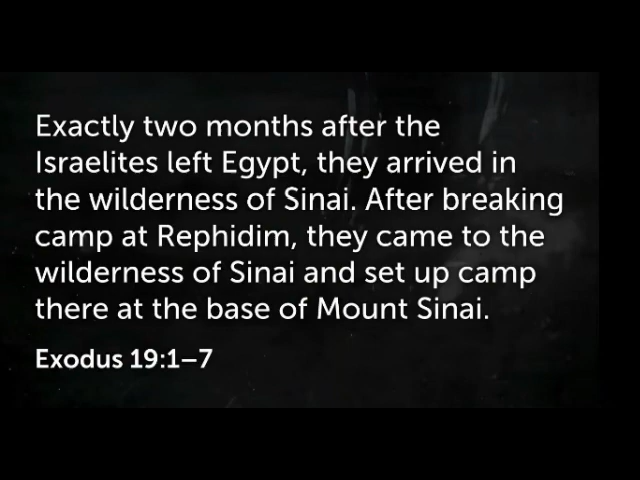 Exactly two months after the
Israelites left Egypt, they arrived in
the wilderness of Sinai. After breaking
camp at Rephidim, they came to the
wilderness of Sinai and set up camp
there at the base of Mount Sinai.
Exodus 19:1–7